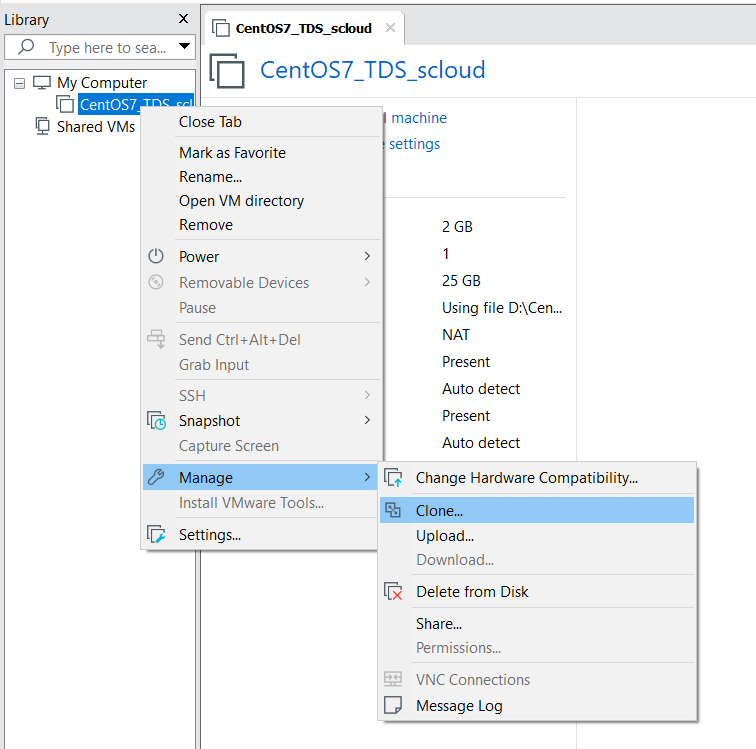 Library
Type here to sea...
My Computer
CentOS7_TDS_scl
Shared VMs
CentOS7_TDS_scloud
CentOS7_TDS_scloud
machine
settings
2 GB
1
25 GB
Using file D:\Cen...
NAT
Present
Auto detect
Present
Auto detect
Close Tab
Mark as Favorite
Rename...
Open VM directory
Remove
Power
Removable Devices
Pause
Send Ctrl+Alt+Del
Grab Input
SSH
Snapshot
Capture Screen
Manage
Install VMware Tools...
Settings...
Change Hardware Compatibility...
Clone...
Upload...
Download...
Delete from Disk
Share...
Permissions...
VNC Connections
Message Log